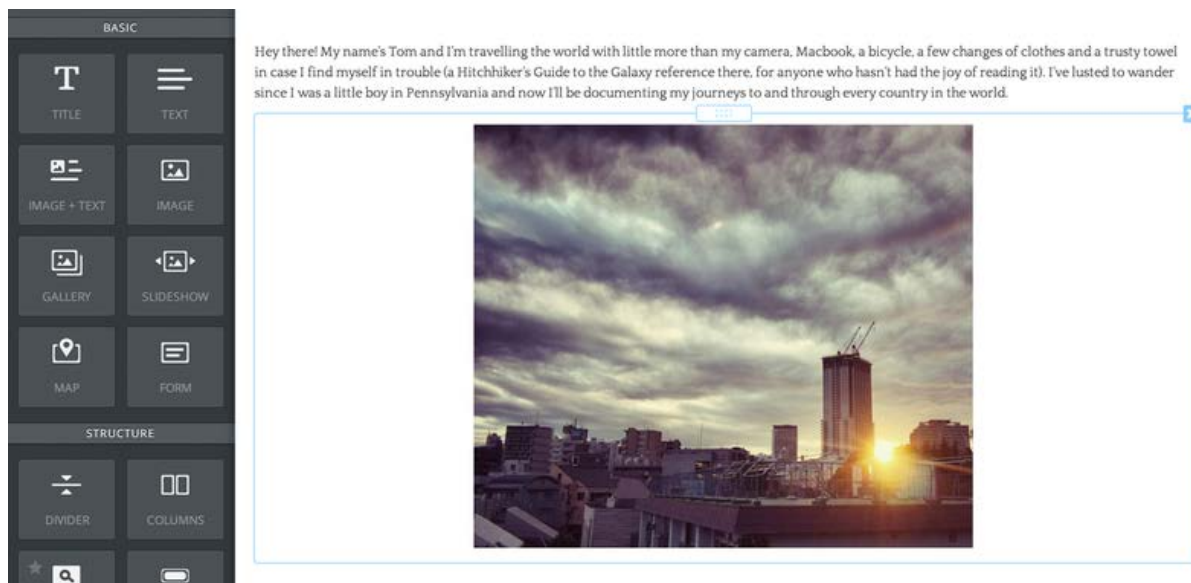 BASIC
TITLE
TEXT
IMAGE + TEXT
IMAGE
GALLERY
SLIDESHOW
MAP
FORM
STRUCTURE
DIVIDER
COLUMNS
Hey there! My name's Tom and I'm travelling the world with little more than my camera, Macbook, a bicycle, a few changes of clothes and a trusty towel
in case I find myself in trouble (a Hitchhiker's Guide to the Galaxy reference there, for anyone who hasn't had the joy of reading it). I've lusted to wander
since I was a little boy in Pennsylvania and now I'll be documenting my journeys to and through every country in the world.